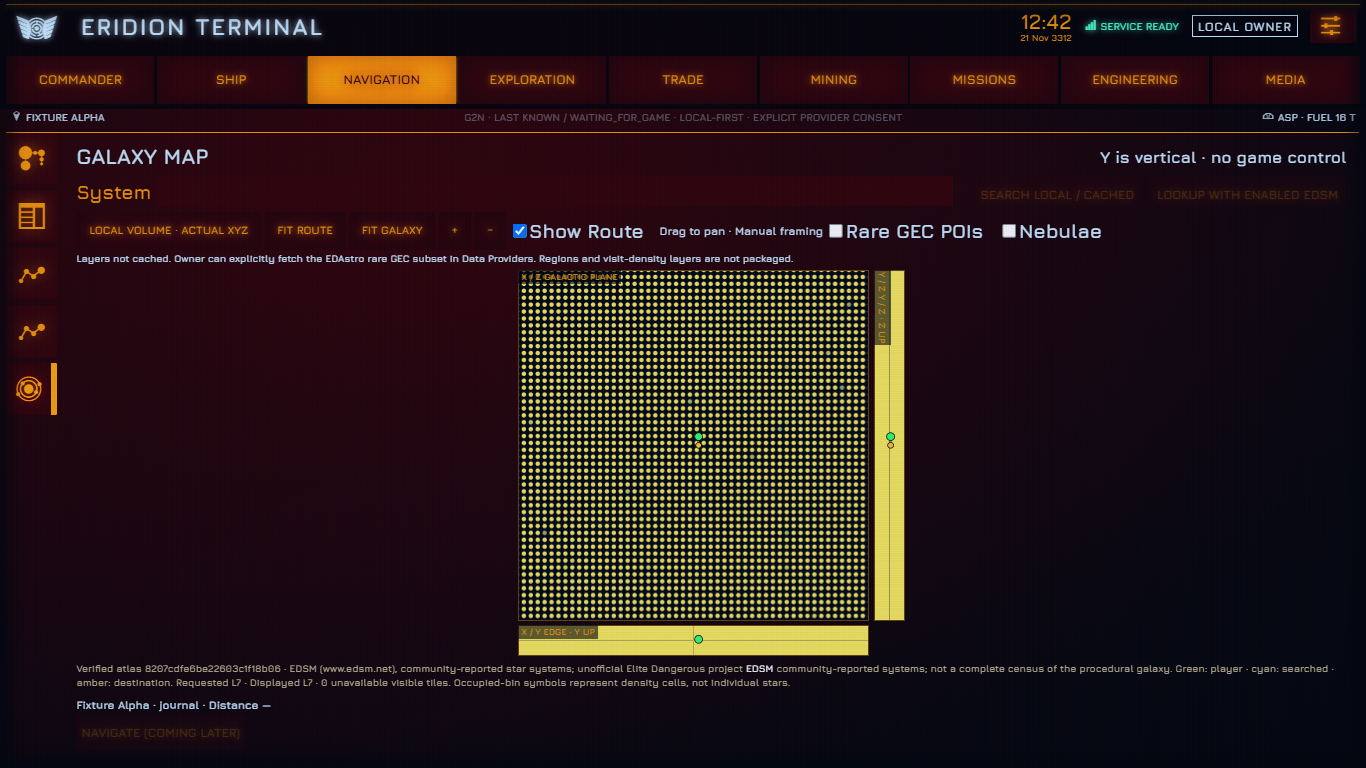 ERIDION TERMINAL
12:42
21 Nov 3312
SERVICE READY
LOCAL OWNER
COMMANDER
SHIP
NAVIGATION
EXPLORATION
TRADE
MINING
MISSIONS
ENGINEERING
MEDIA
FIXTURE ALPHA
G2N · LAST KNOWN / WAITING_FOR_GAME · LOCAL-FIRST · EXPLICIT PROVIDER CONSENT
ASP · FUEL 16 T
GALAXY MAP
Y is vertical · no game control
System
SEARCH LOCAL / CACHED
LOOKUP WITH ENABLED EDSM
LOCAL VOLUME · ACTUAL XYZ
FIT ROUTE
FIT GALAXY
+
−
Show Route
Drag to pan · Manual framing
Rare GEC POIs
Nebulae
Layers not cached. Owner can explicitly fetch the EDAstro rare GEC subset in Data Providers. Regions and visit-density layers are not packaged.
X / Z GALACTIC PLANE
X / Y EDGE · Y UP
Verified atlas 8207cdfe6be22603c1f18b06 · EDSM (www.edsm.net), community-reported star systems; unofficial Elite Dangerous project EDSM community-reported systems; not a complete census of the procedural galaxy. Green: player · cyan: searched ·
amber: destination. Requested L7 · Displayed L7 · 0 unavailable visible tiles. Occupied-bin symbols represent density cells, not individual stars.
Fixture Alpha · journal · Distance —
NAVIGATE (COMING LATER)